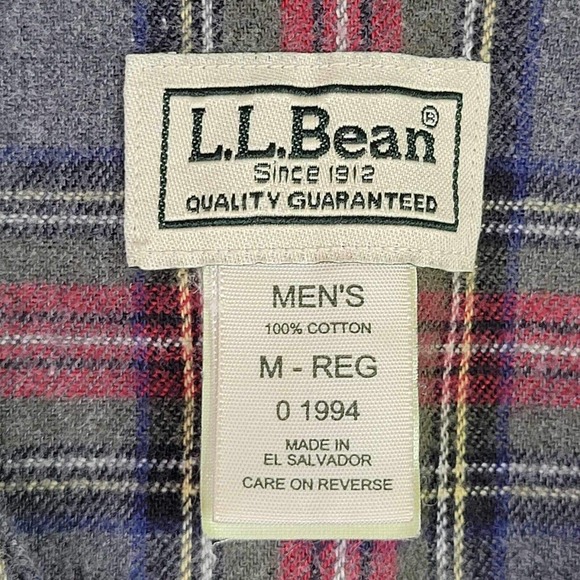 L.L.Bean®
Since 1912
QUALITY GUARANTEED
MEN'S
100% COTTON
M - REG
0 1994
MADE IN
EL SALVADOR
CARE ON REVERSE